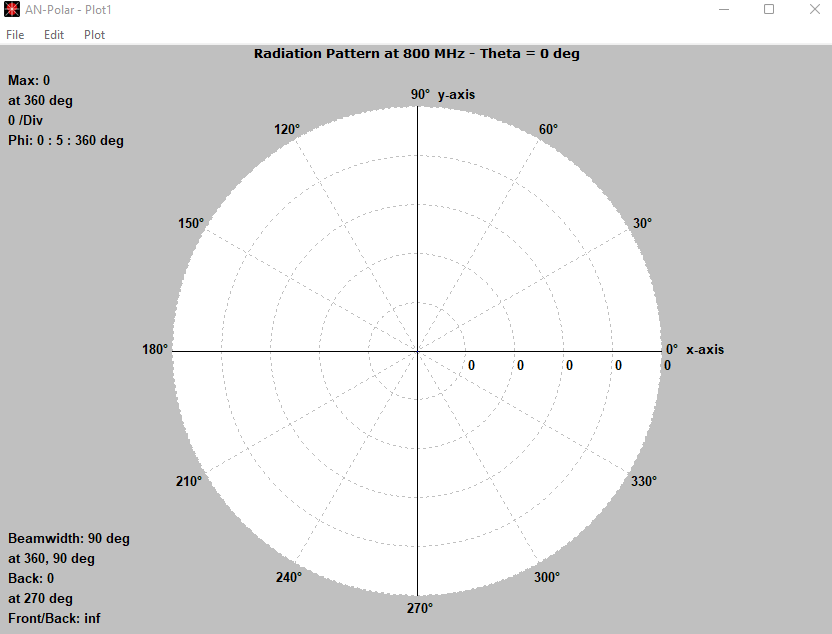 AN-Polar - Plot1
File Edit Plot
Radiation Pattern at 800 MHz - Theta = 0 deg
Max: 0
at 360 deg
0 /Div
Phi: 0 : 5 : 360 deg
90° y-axis
120°
60°
150°
30°
180°
0° x-axis
0 0 0 0 0
210°
330°
240°
300°
270°
Beamwidth: 90 deg
at 360, 90 deg
Back: 0
at 270 deg
Front/Back: inf